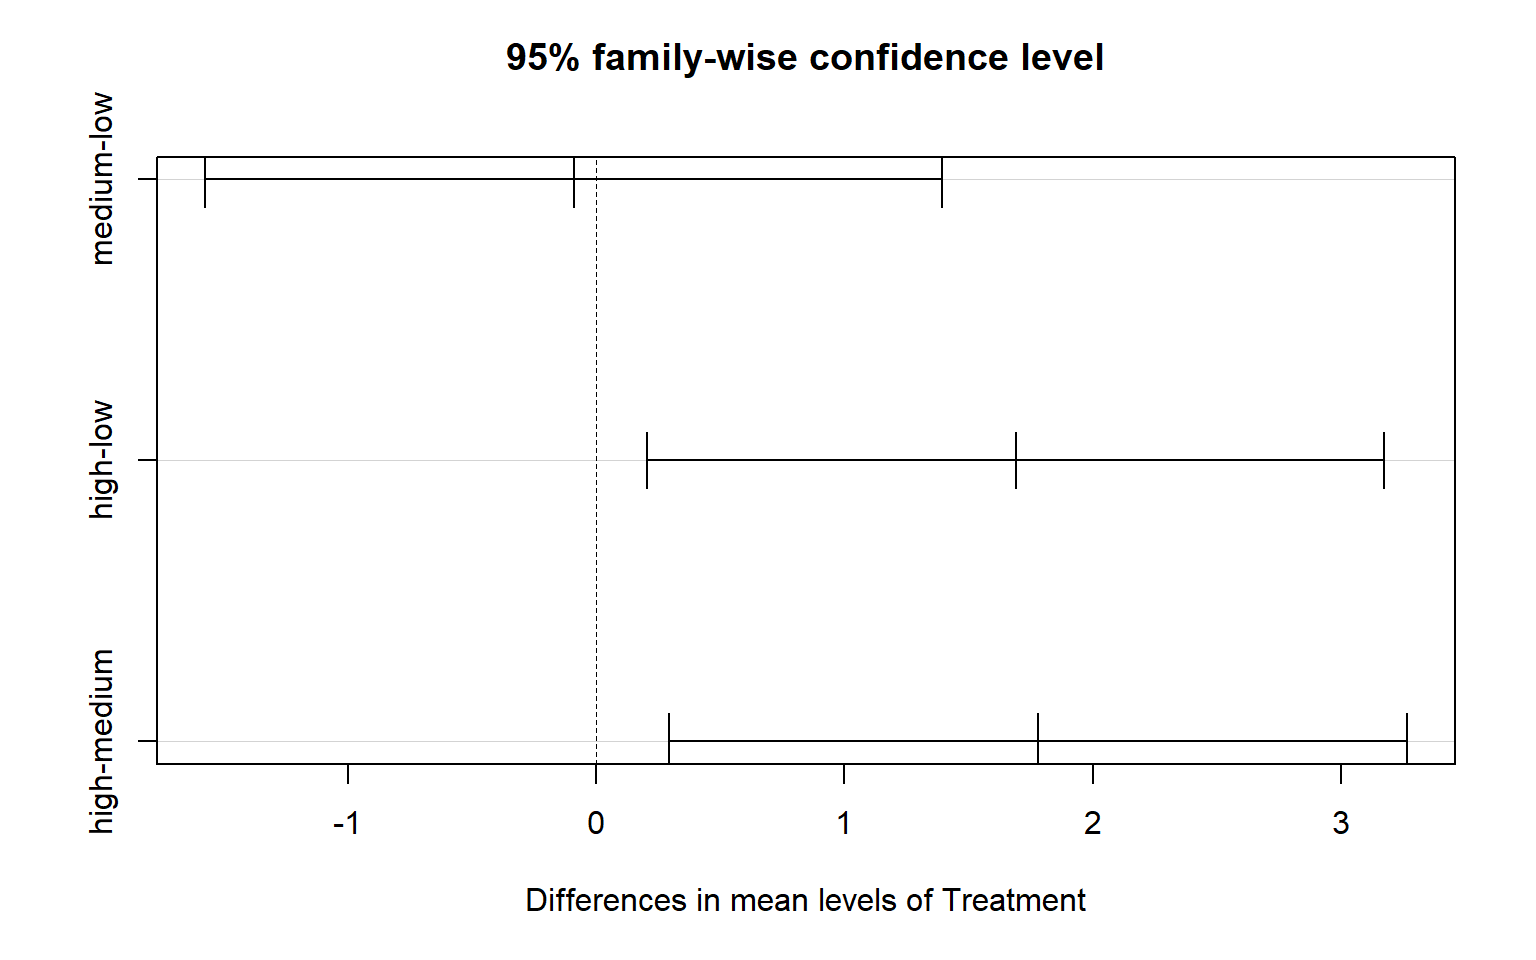 95% family-wise confidence level
medium-low
high-low
high-medium
-1 0 1 2 3
Differences in mean levels of Treatment